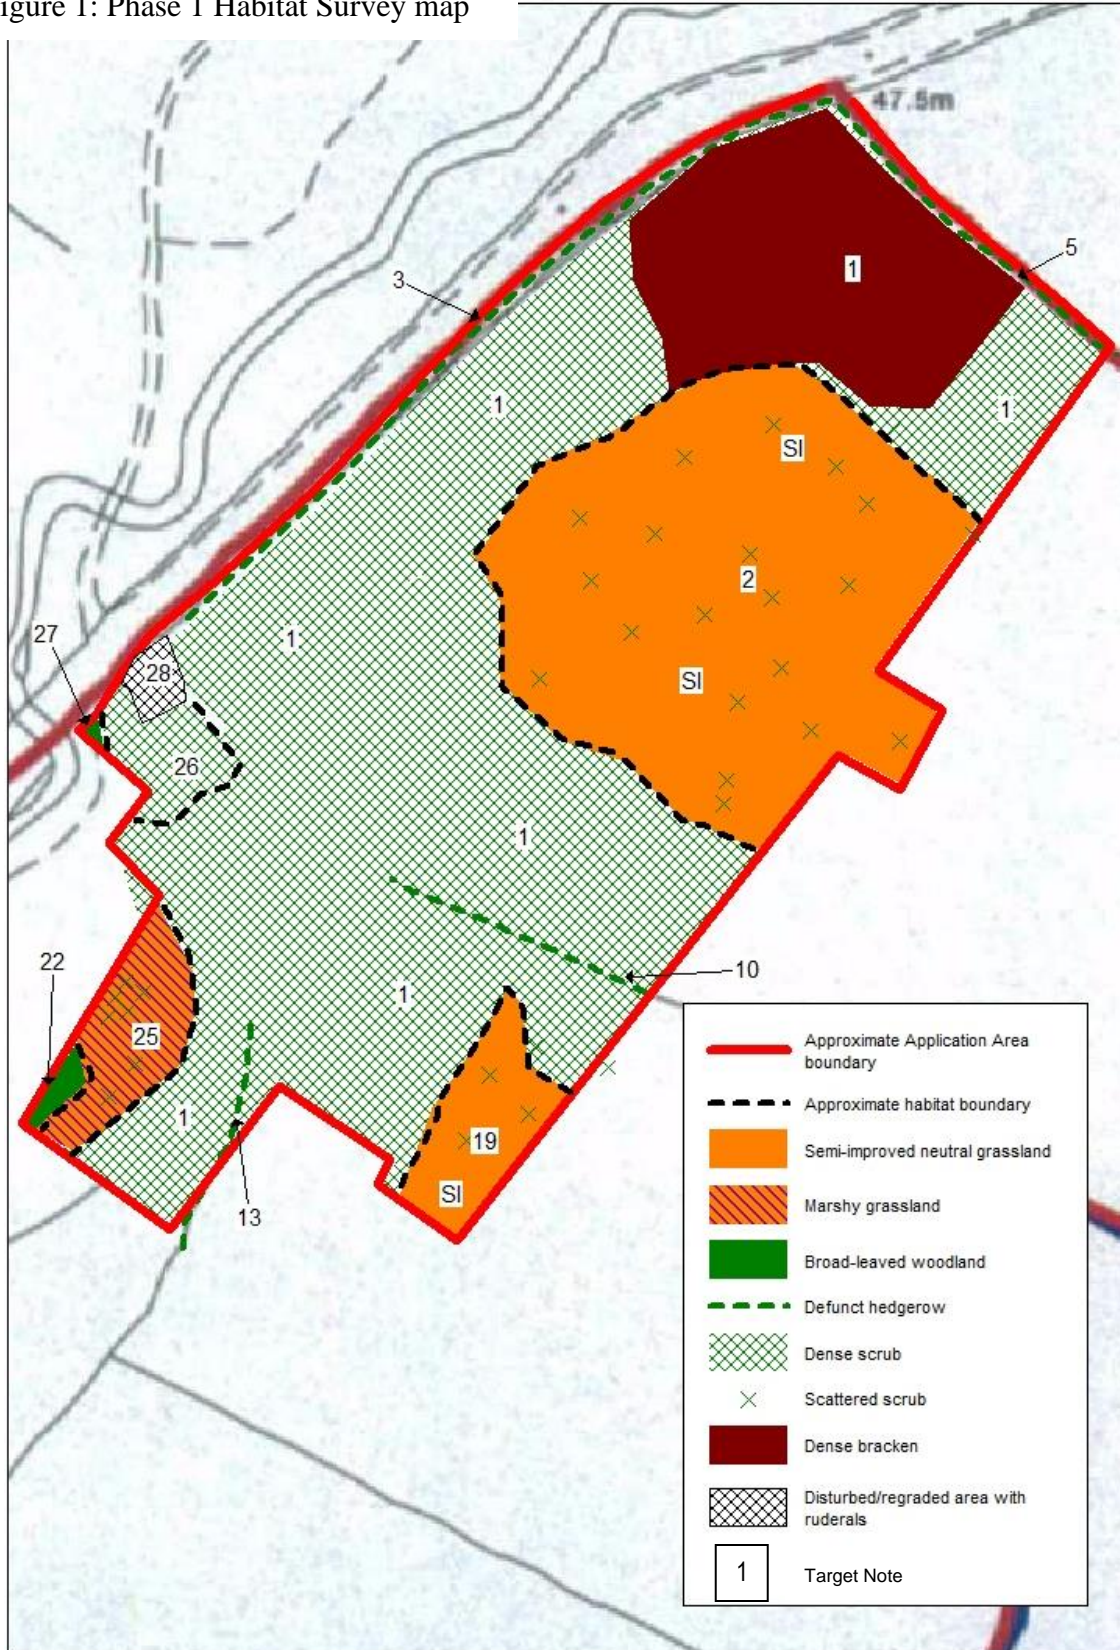 igure 1: Phase 1 Habitat Survey map
47.5m
5
1
3
1
1
SI
2
27
1
28
SI
26
1
22
10
1
25
1
19
SI
13
Approximate Application Area
boundary
Approximate habitat boundary
Semi-improved neutral grassland
Marshy grassland
Broad-leaved woodland
Defunct hedgerow
Dense scrub
Scattered scrub
Dense bracken
Disturbed/regraded area with
ruderals
1
Target Note